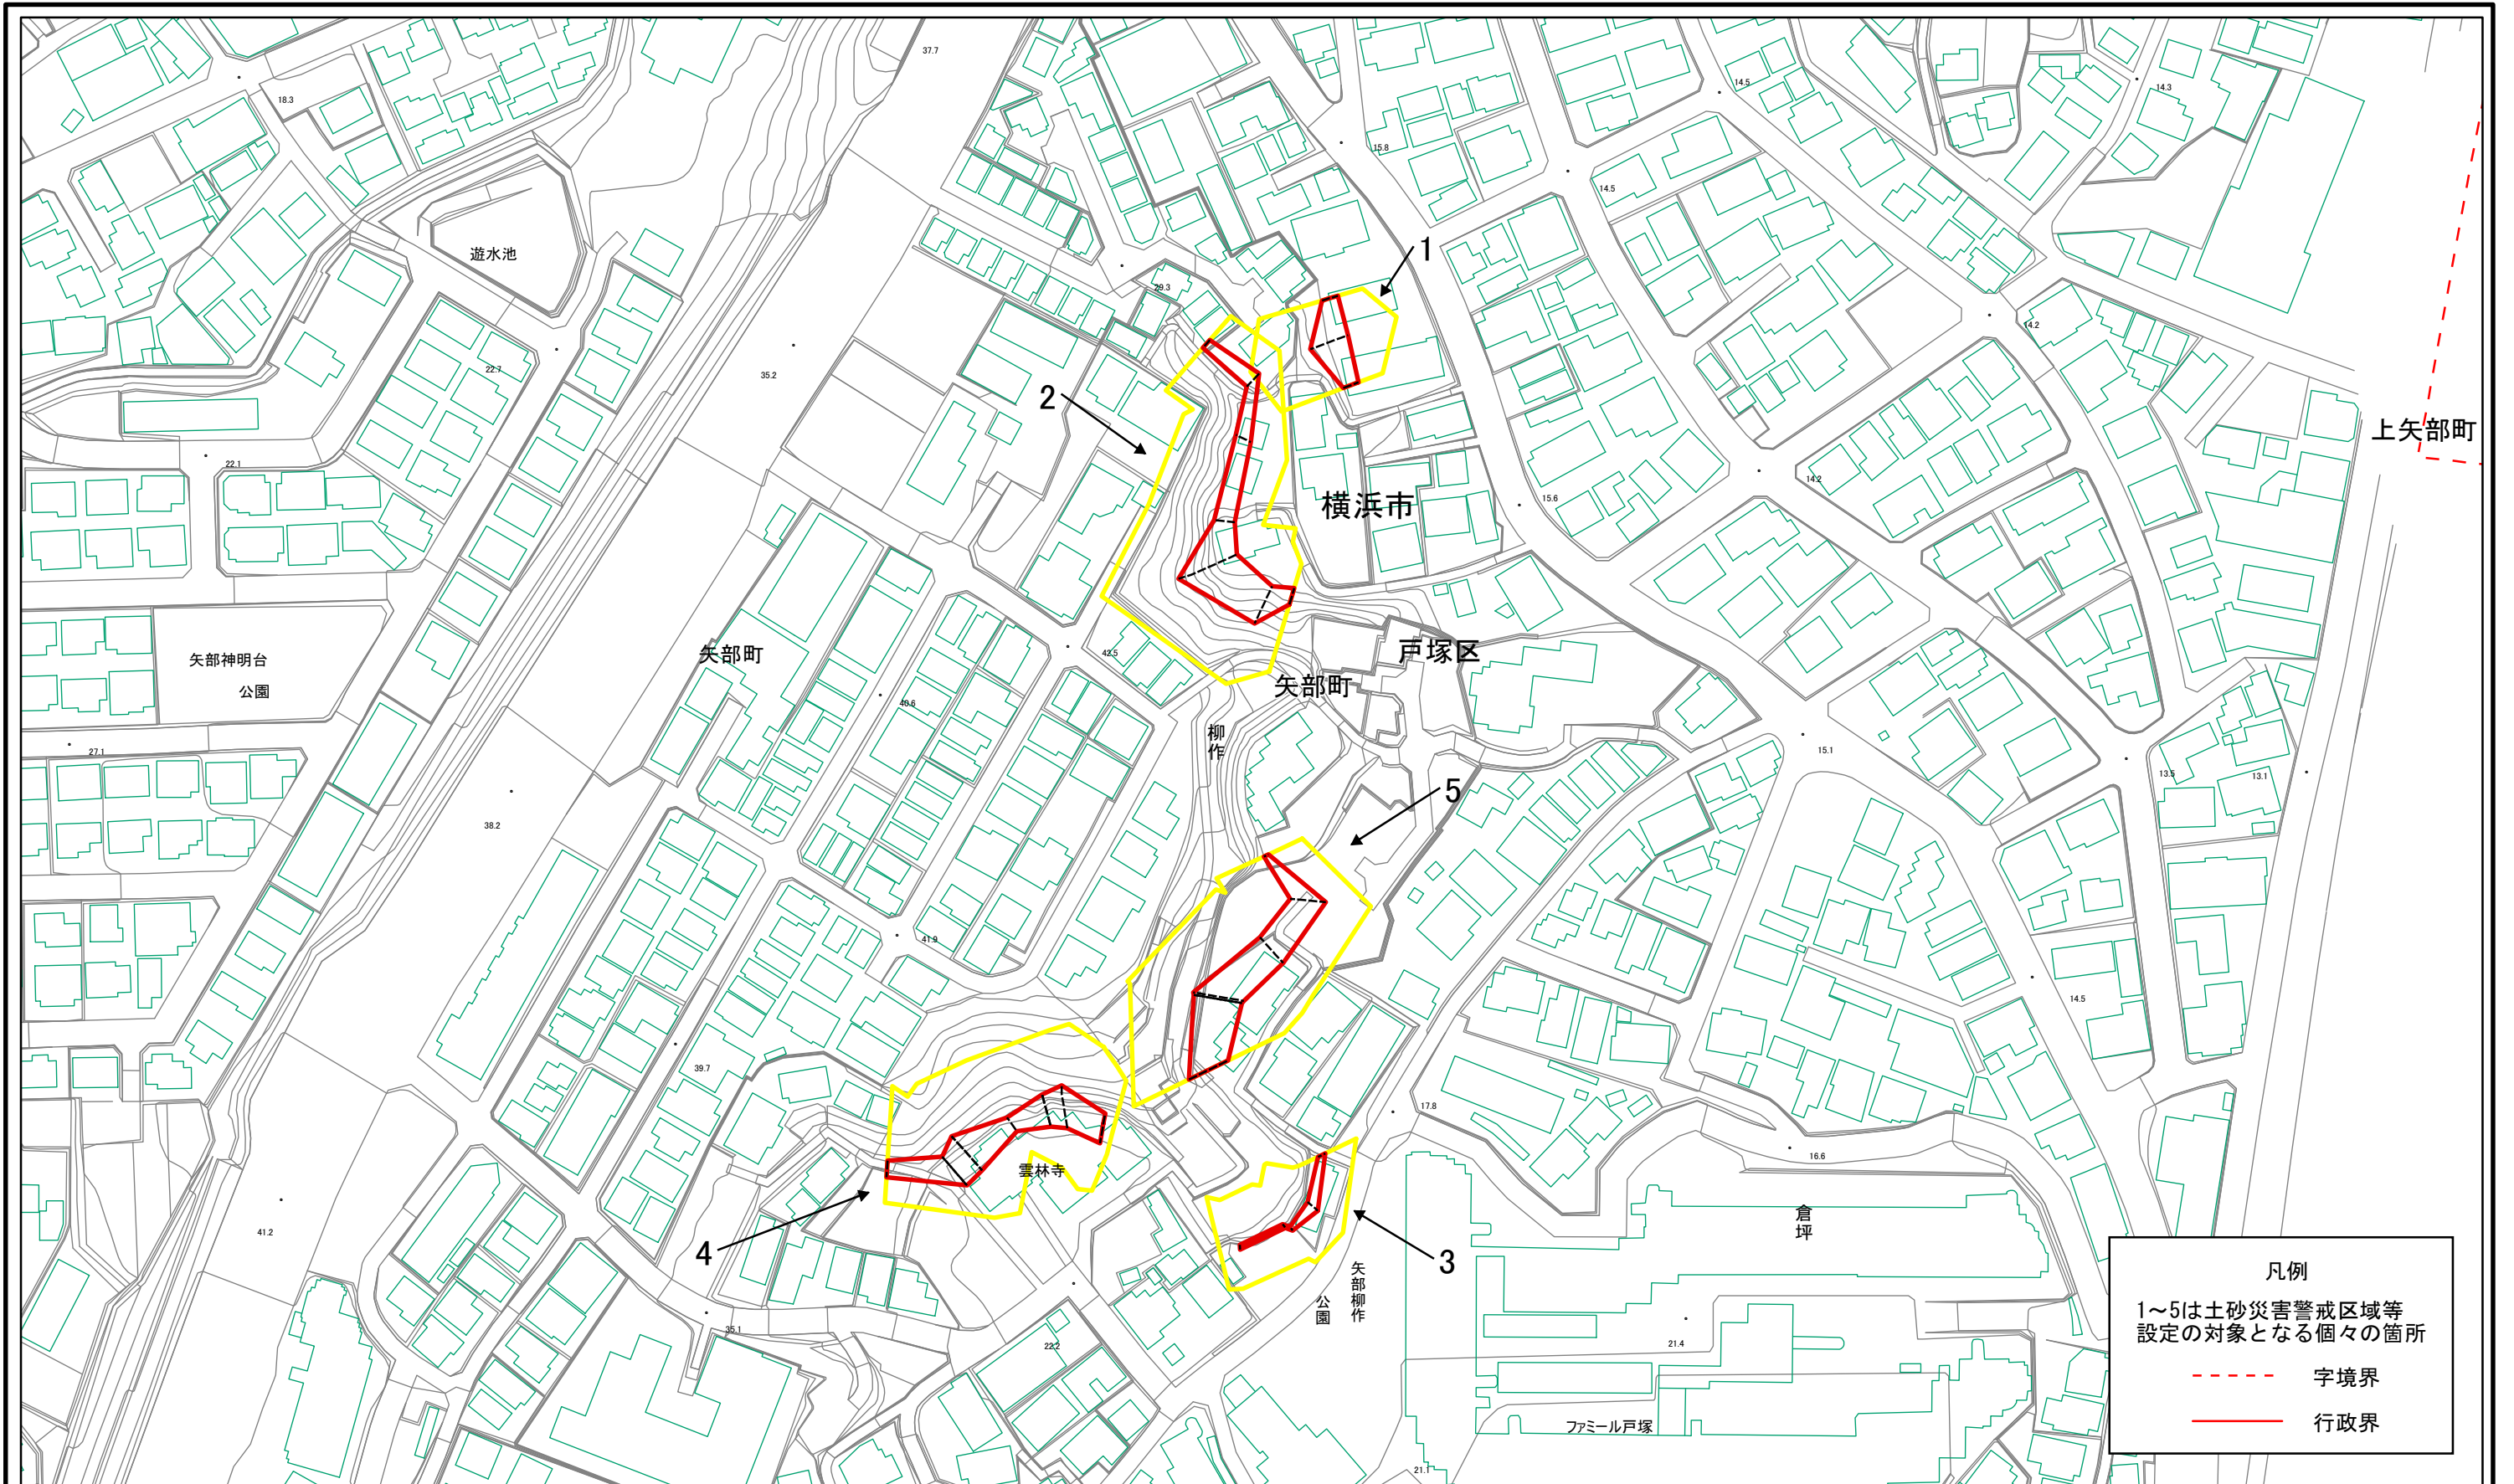 37.7
18.3
14.5
14.3
15.8
14.5
遊水池
1
29.3
14.2
22.7
35.2
2
上矢部町
22.1
14.2
横浜市
15.6
矢部町
42.5
戸塚区
矢部神明台
公園
矢部町
40.6
柳作
27.1
15.1
13.5
13.1
5
38.2
41.9
14.5
39.7
17.8
16.6
雲林寺
41.2
4
3
倉坪
矢部柳作
公園
35.1
22.2
21.4
ファミール戸塚
21.1
凡例
1～5は土砂災害警戒区域等
設定の対象となる個々の箇所
字境界
行政界